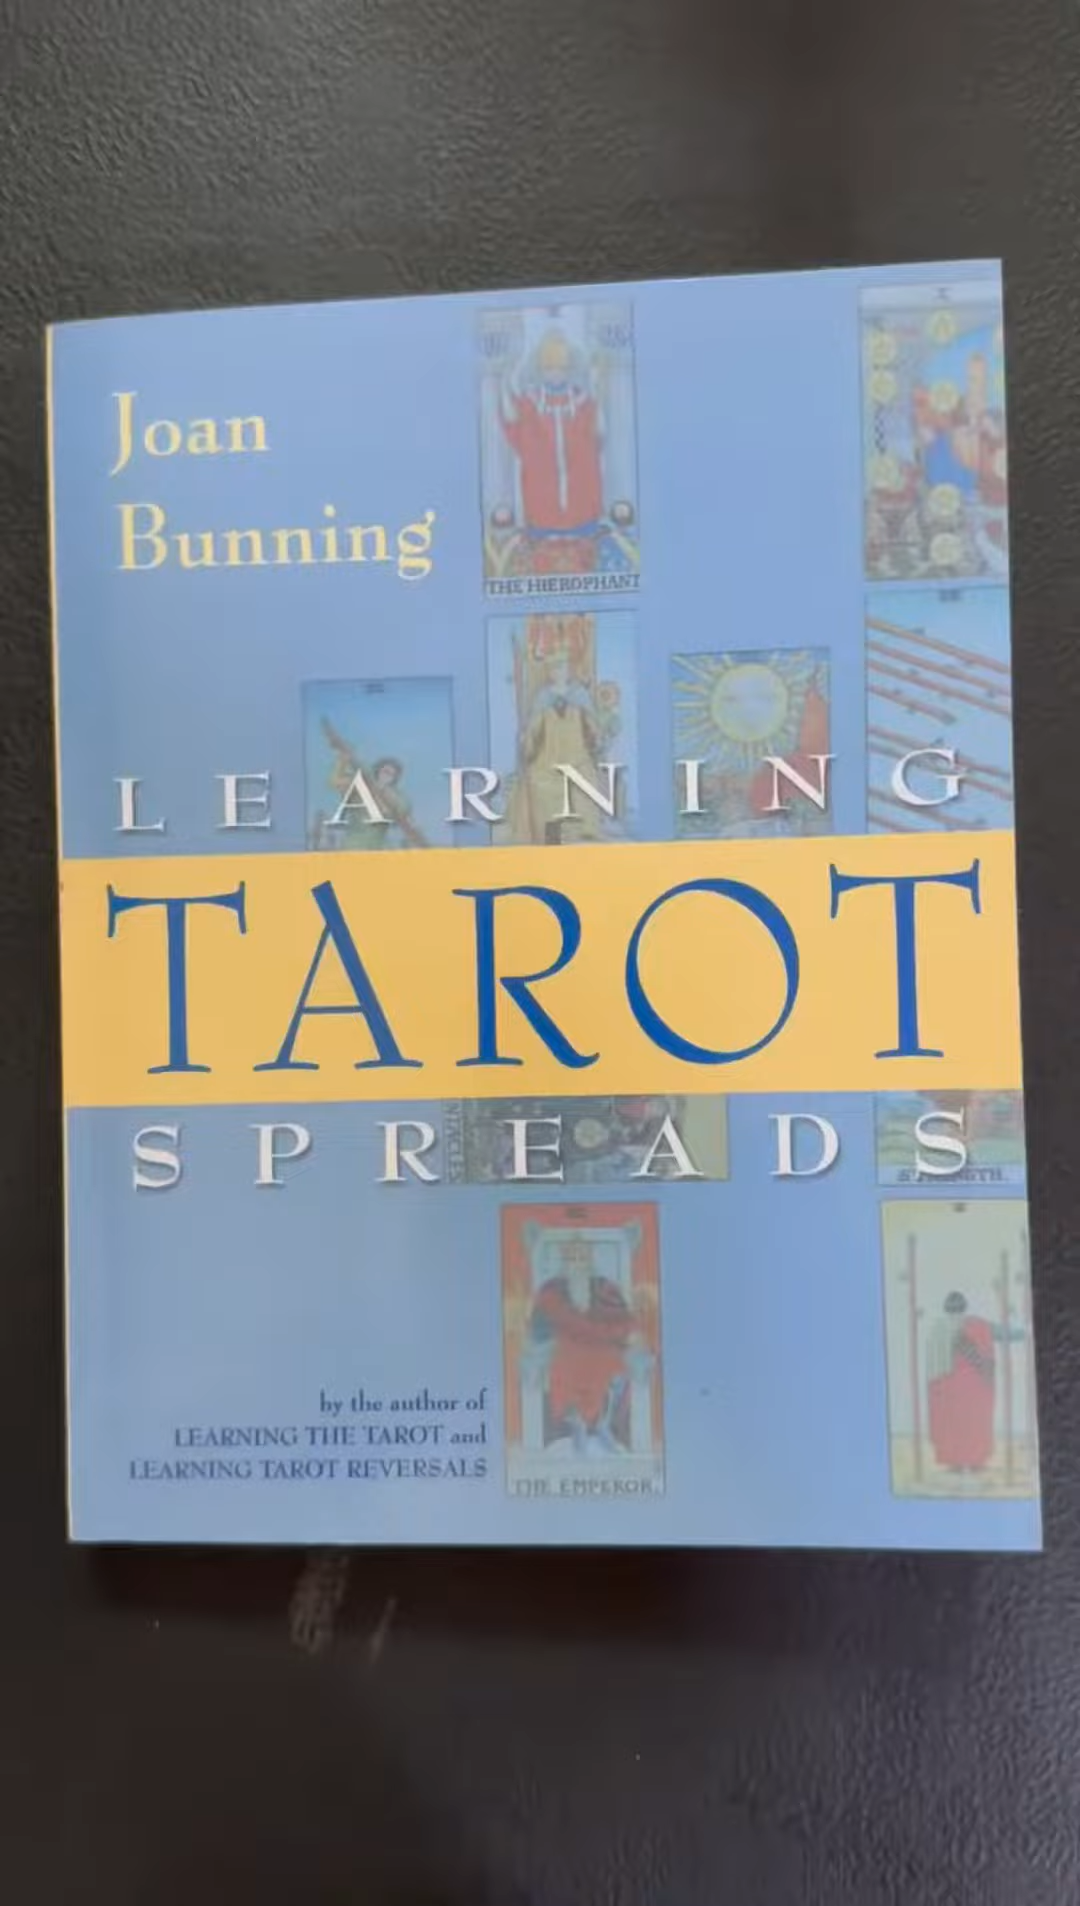 Joan
Bunning
THE HIEROPHANT
LEARNING
TAROT
SPREADS
STRENGTH.
THE EMPEROR.
by the author of
LEARNING THE TAROT and
LEARNING TAROT REVERSALS